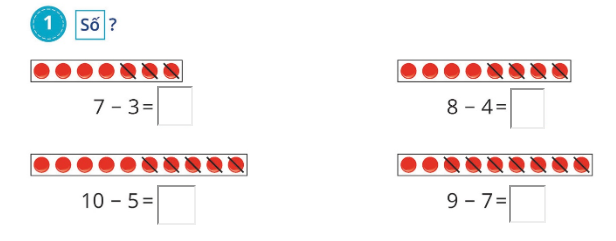 1 Số ?
7 – 3 =
8 – 4 =
10 – 5 =
9 – 7 =